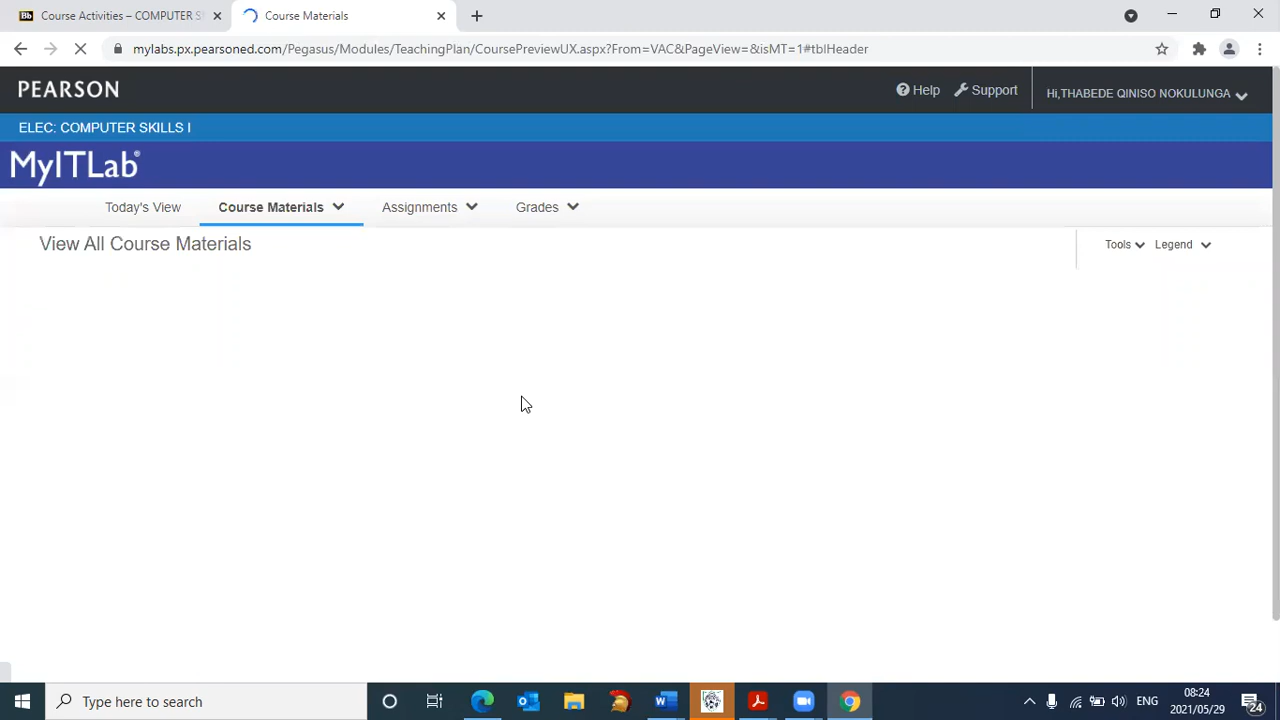 Bb Course Activities – COMPUTER S
Course Materials
mylabs.px.pearsoned.com/Pegasus/Modules/TeachingPlan/CoursePreviewUX.aspx?From=VAC&PageView=&isMT=1#tblHeader
PEARSON
Help Support Hi,THABEDE QINISO NOKULUNGA
ELEC: COMPUTER SKILLS I
MyITLab®
Today's View Course Materials Assignments Grades
View All Course Materials Tools Legend
Type here to search
ENG
08:24
2021/05/29
24